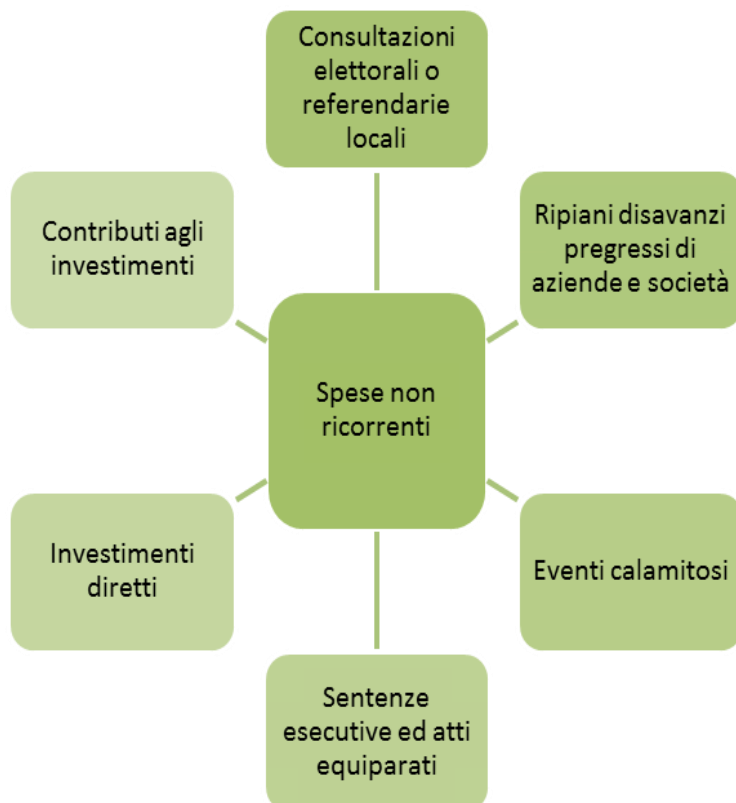 Consultazioni
elettorali o
referendarie
locali
Ripiani disavanzi
pregressi di
aziende e società
Eventi calamitosi
Sentenze
esecutive ed atti
equiparati
Investimenti
diretti
Contributi agli
investimenti
Spese non
ricorrenti